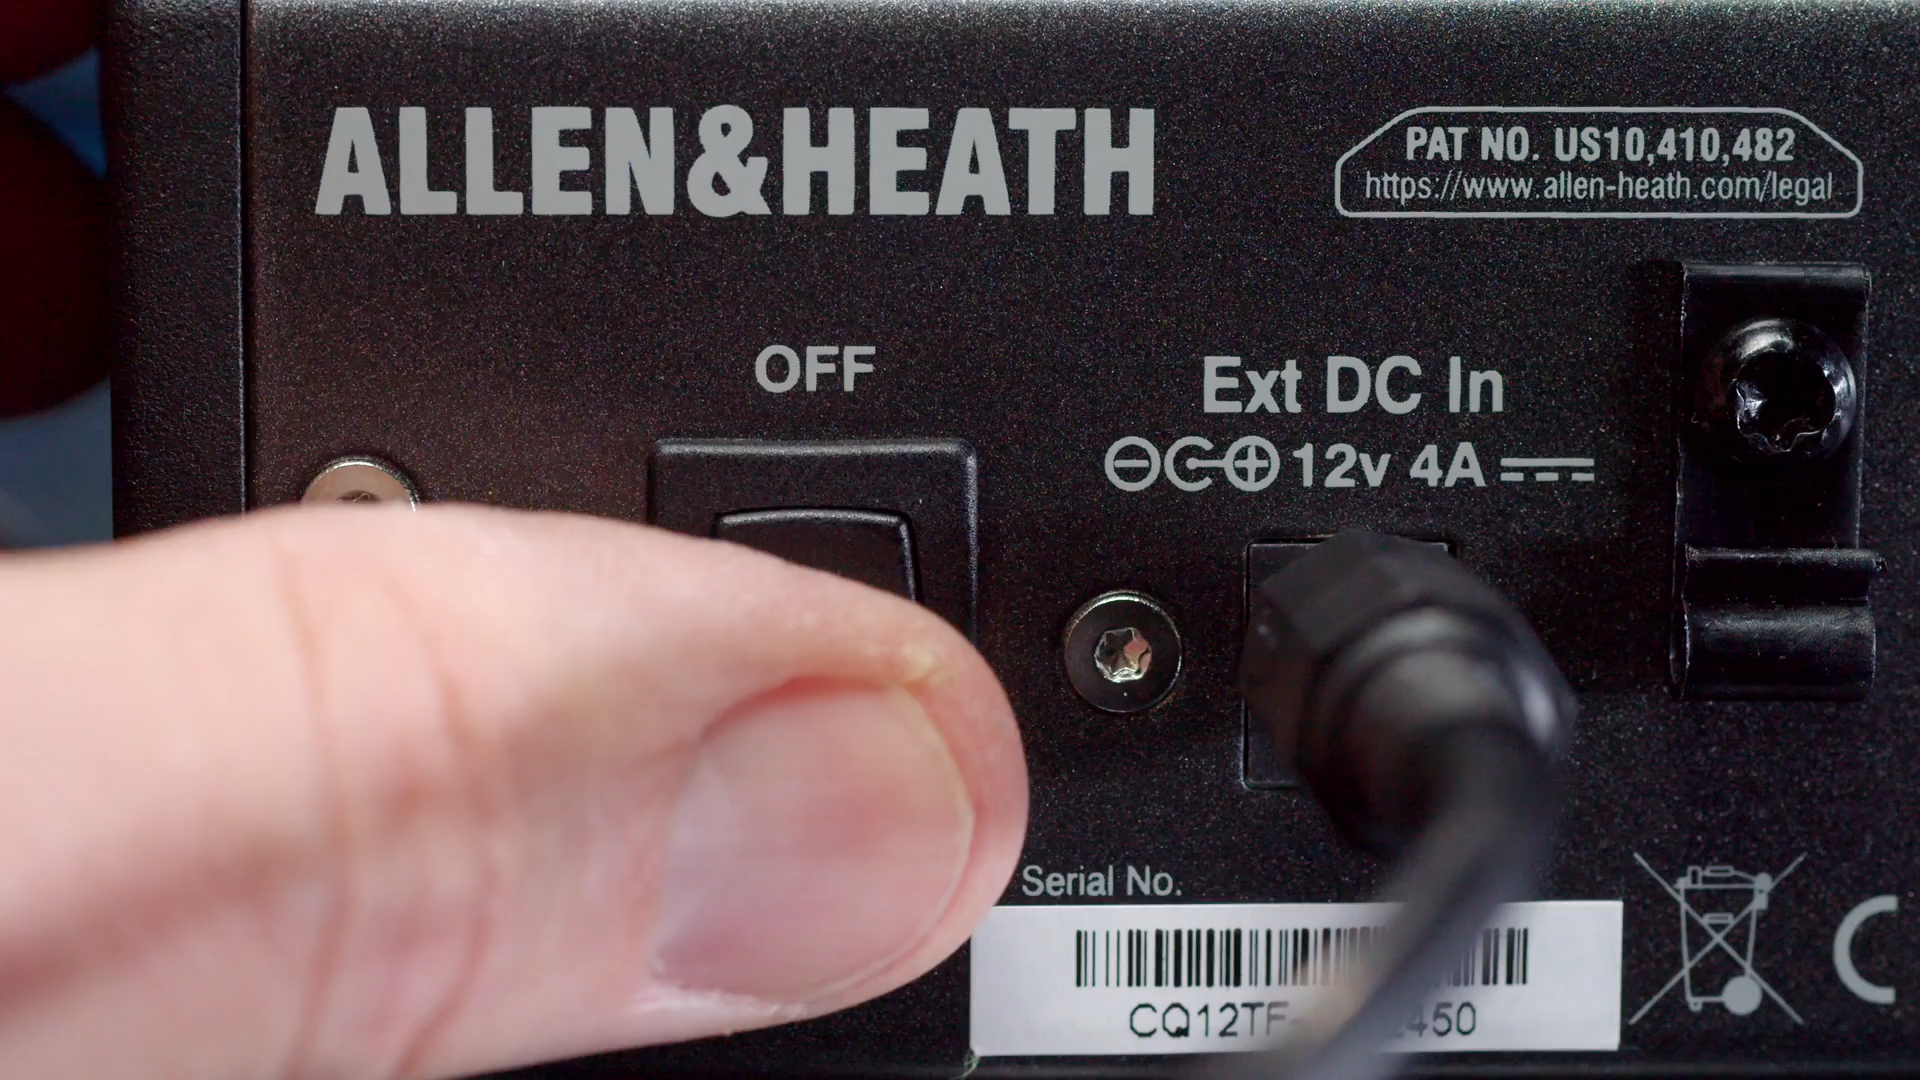 ALLEN&HEATH
PAT NO. US10,410,482
https://www.allen-heath.com/legal
OFF
Ext DC In
12v 4A
Serial No.
CQ12TF- 450